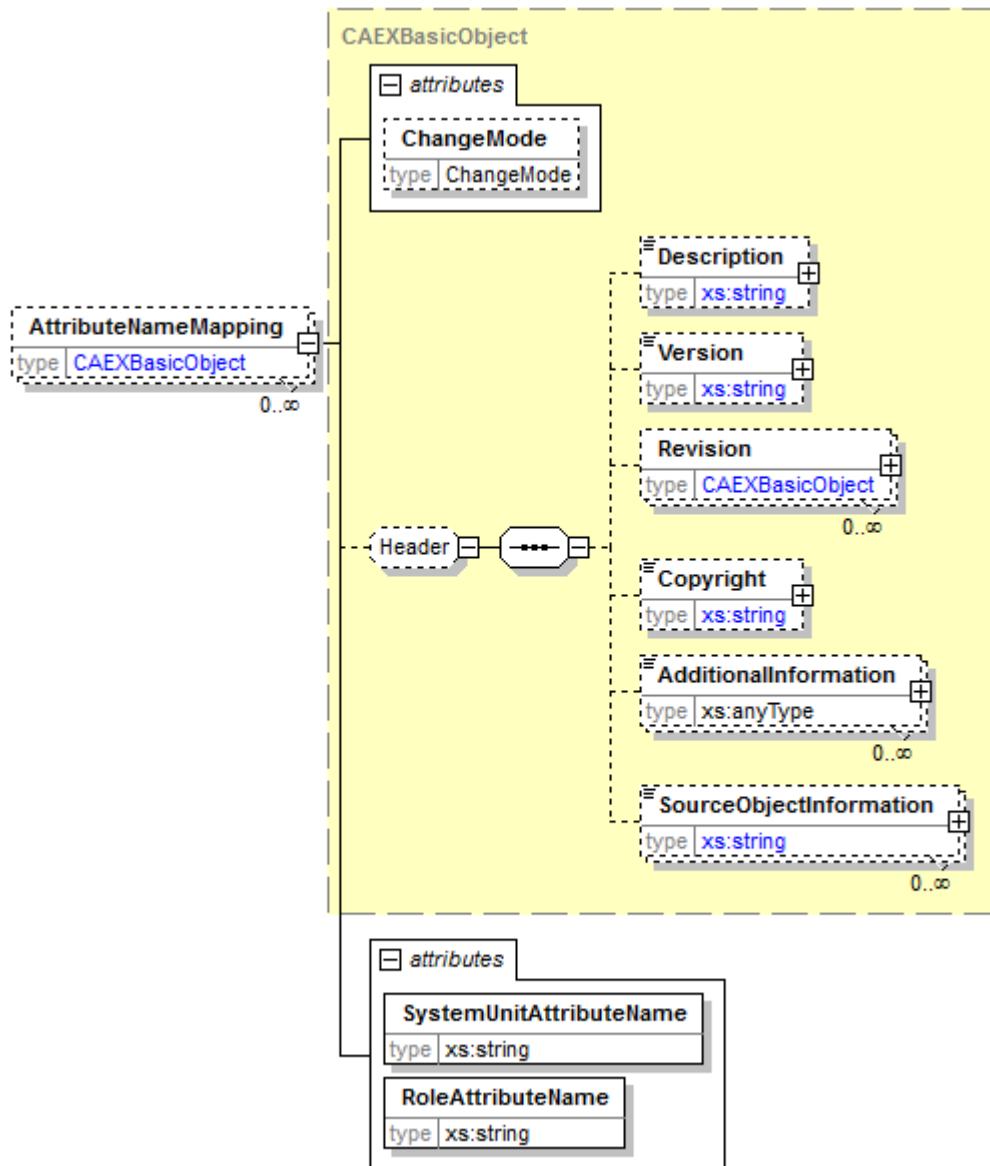 CAEXBasicObject
attributes
ChangeMode
type ChangeMode
Description
type xs:string
AttributeNameMapping
type CAEXBasicObject
0..∞
Version
type xs:string
Revision
type CAEXBasicObject
0..∞
Header
Copyright
type xs:string
AdditionalInformation
type xs:anyType
0..∞
SourceObjectInformation
type xs:string
0..∞
attributes
SystemUnitAttributeName
type xs:string
RoleAttributeName
type xs:string